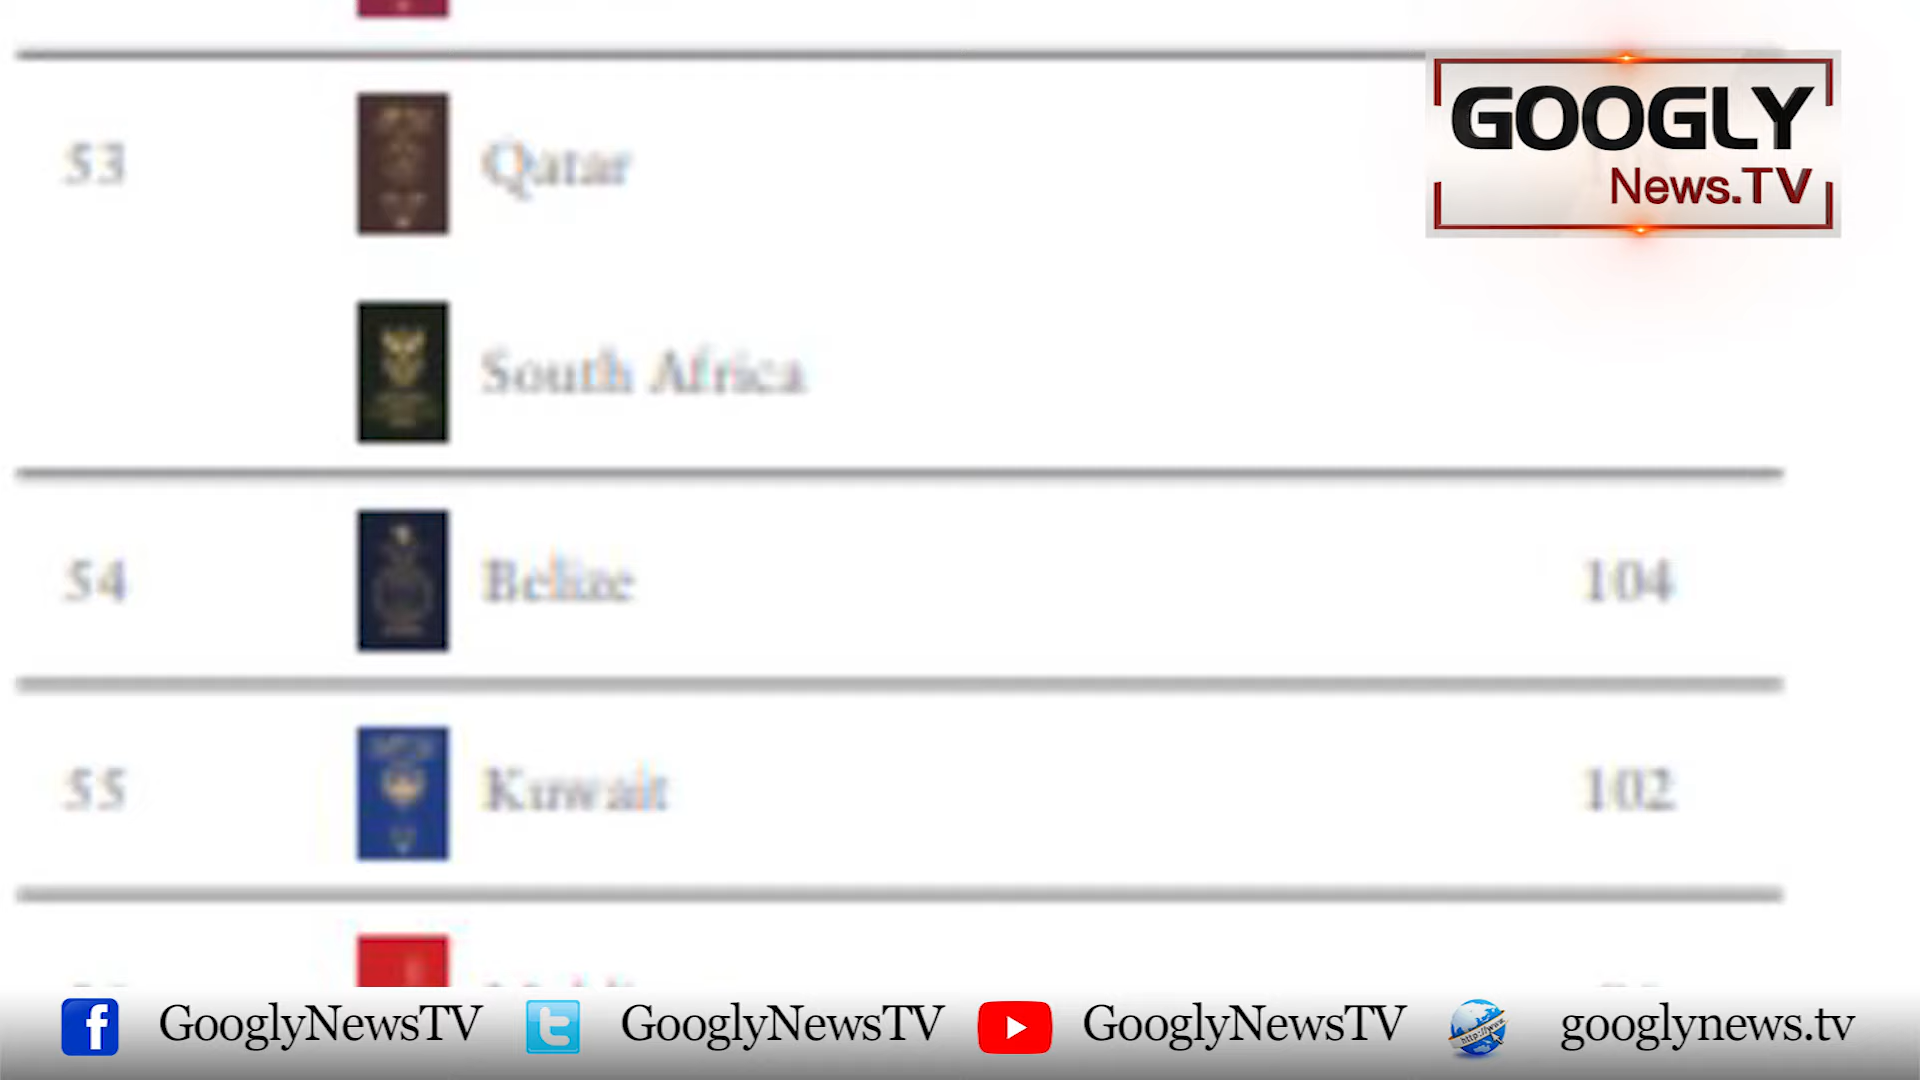 53 Qatar
GOOGLY
News.TV
South Africa
54 Belize 104
55 Kuwait 102
GooglyNewsTV GooglyNewsTV GooglyNewsTV googlynews.tv